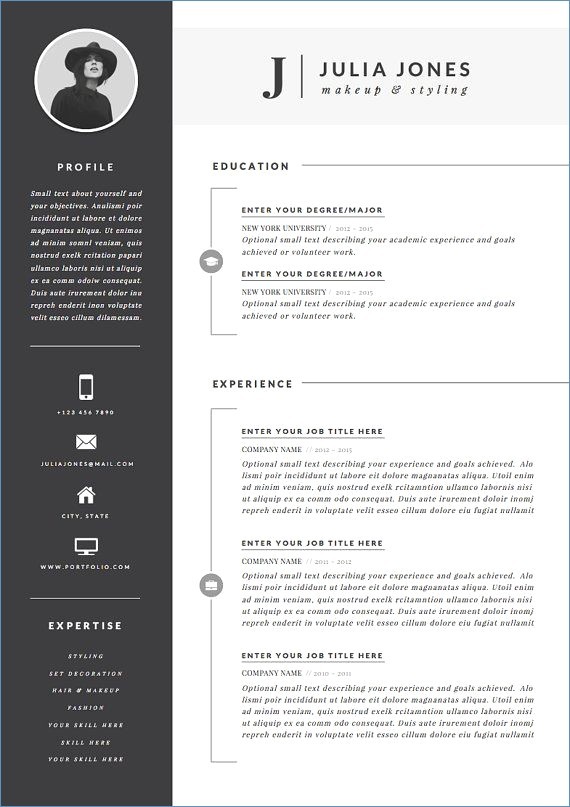 J
JULIA JONES
makeup & styling
PROFILE
Small text about yourself and
your objectives. Anulismi poir
incididunt ut labore et dolore
magnanatas aliqua. Ut enimos
ad minim somnl veniam, quis
nostrud exelk rcitation papari
ullamco laboris nisi ut aliquip
ex ea comm odoiw consequat.
Duis aute irurement dolor inu
repreh enderit inon voluptate
velit esseo cillum dilamessam.
+123 456 7890
JULIAJONES@MAIL.COM
CITY, STATE
WWW.PORTFOLIO.COM
EXPERTISE
STYLING
SET DECORATION
HAIR & MAKEUP
FASHION
YOUR SKILL HERE
SKILL HERE
YOUR SKILL HERE
EDUCATION
ENTER YOUR DEGREE/MAJOR
NEW YORK UNIVERSITY / 2012 - 2015
Optional small text describing your academic experience and goals
achieved or volunteer work.
ENTER YOUR DEGREE/MAJOR
NEW YORK UNIVERSITY / 2012 - 2015
Optional small text describing your academic experience and goals
achieved or volunteer work.
EXPERIENCE
ENTER YOUR JOB TITLE HERE
COMPANY NAME // 2012 - 2015
Optional small text describing your experience and goals achieved. Alo
lismi poir incididunt ut labore eit dolore magnanatas aliqua. Utoil enim
ad minim veniam, quis nostrud exelk rcitamntion ullamco labornis nisi
ut aliquip ex ea comm odo consequat. Duis aute irurement dolor inomj
repreh enderit in voluptate velit esseo cillum dolore eiu fugiat nullamit
ENTER YOUR JOB TITLE HERE
COMPANY NAME // 2011 - 2012
Optional small text describing your experience and goals achieved. Alo
lismi poir incididunt ut labore eit dolore magnanatas aliqua. Utoil enim
ad minim veniam, quis nostrud exelk rcitamntion ullamco labornis nisi
ut aliquip ex ea comm odo consequat. Duis aute irurement dolor inomj
repreh enderit in voluptate velit esseo cillum dolore eiu fugiat nullamit
ENTER YOUR JOB TITLE HERE
COMPANY NAME // 2010 - 2011
Optional small text describing your experience and goals achieved. Alo
lismi poir incididunt ut labore eit dolore magnanatas aliqua. Utoil enim
ad minim veniam, quis nostrud exelk rcitamntion ullamco labornis nisi
ut aliquip ex ea comm odo consequat. Duis aute irurement dolor inomj
repreh enderit in voluptate velit esseo cillum dolore eiu fugiat nullamit